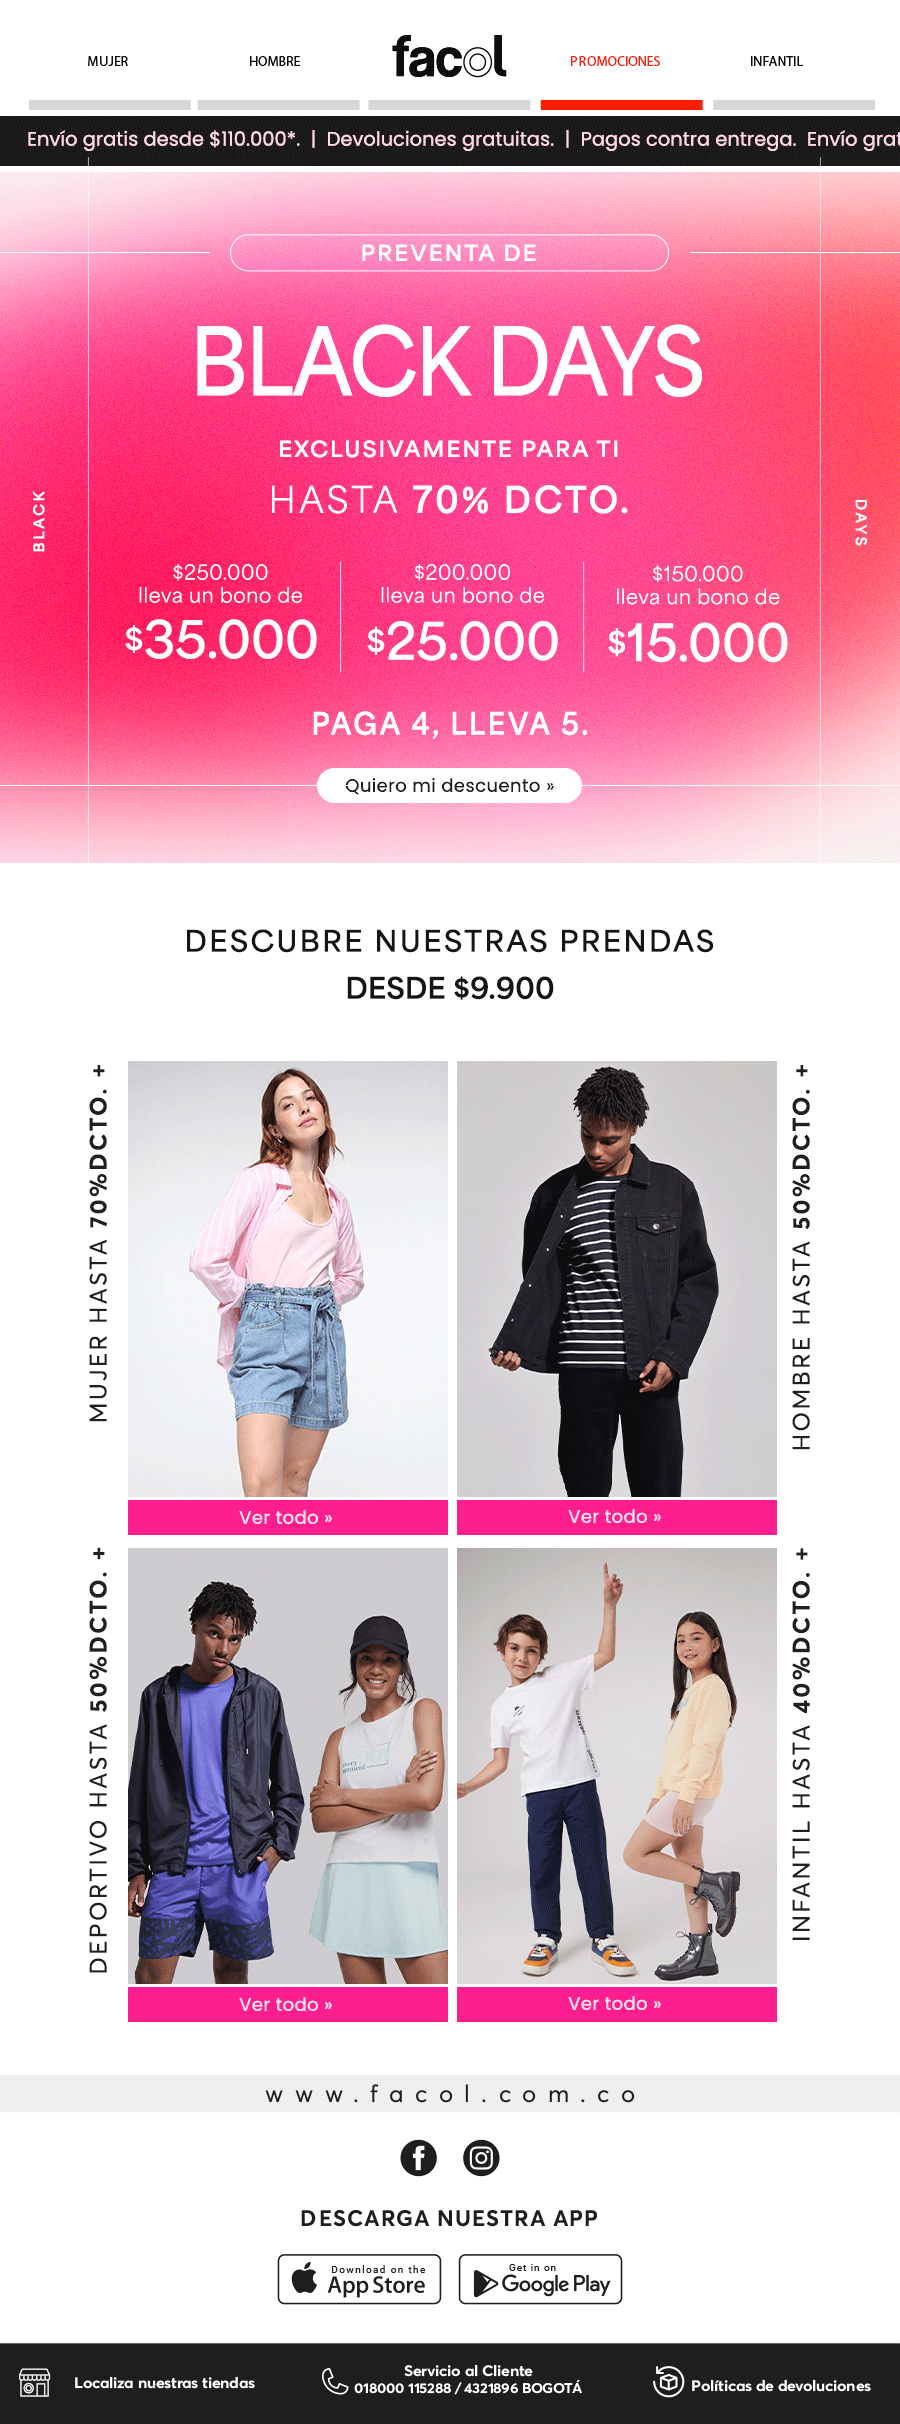 MUJER
HOMBRE
facol
PROMOCIONES
INFANTIL
Envío gratis desde $110.000*. | Devoluciones gratuitas. | Pagos contra entrega. Envío grat
PREVENTA DE
BLACK DAYS
EXCLUSIVAMENTE PARA TI
HASTA 70% DCTO.
BLACK
DAYS
$250.000
lleva un bono de
$35.000
$200.000
lleva un bono de
$25.000
$150.000
lleva un bono de
$15.000
PAGA 4, LLEVA 5.
Quiero mi descuento »
DESCUBRE NUESTRAS PRENDAS
DESDE $9.900
MUJER HASTA 70%DCTO. +
HOMBRE HASTA 50%DCTO. +
Ver todo »
Ver todo »
DEPORTIVO HASTA 50%DCTO. +
INFANTIL HASTA 40%DCTO. +
JOY
Ver todo »
Ver todo »
www.facol.com.co
DESCARGA NUESTRA APP
Download on the
App Store
Get in on
Google Play
Localiza nuestras tiendas
Servicio al Cliente
018000 115288 / 4321896 BOGOTÁ
Políticas de devoluciones